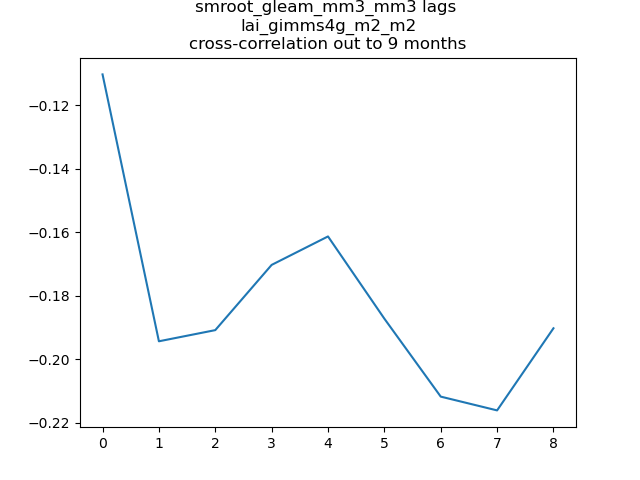 smroot_gleam_mm3_mm3 lags
lai_gimms4g_m2_m2
cross-correlation out to 9 months
−0.12
−0.14
−0.16
−0.18
−0.20
−0.22
0 1 2 3 4 5 6 7 8